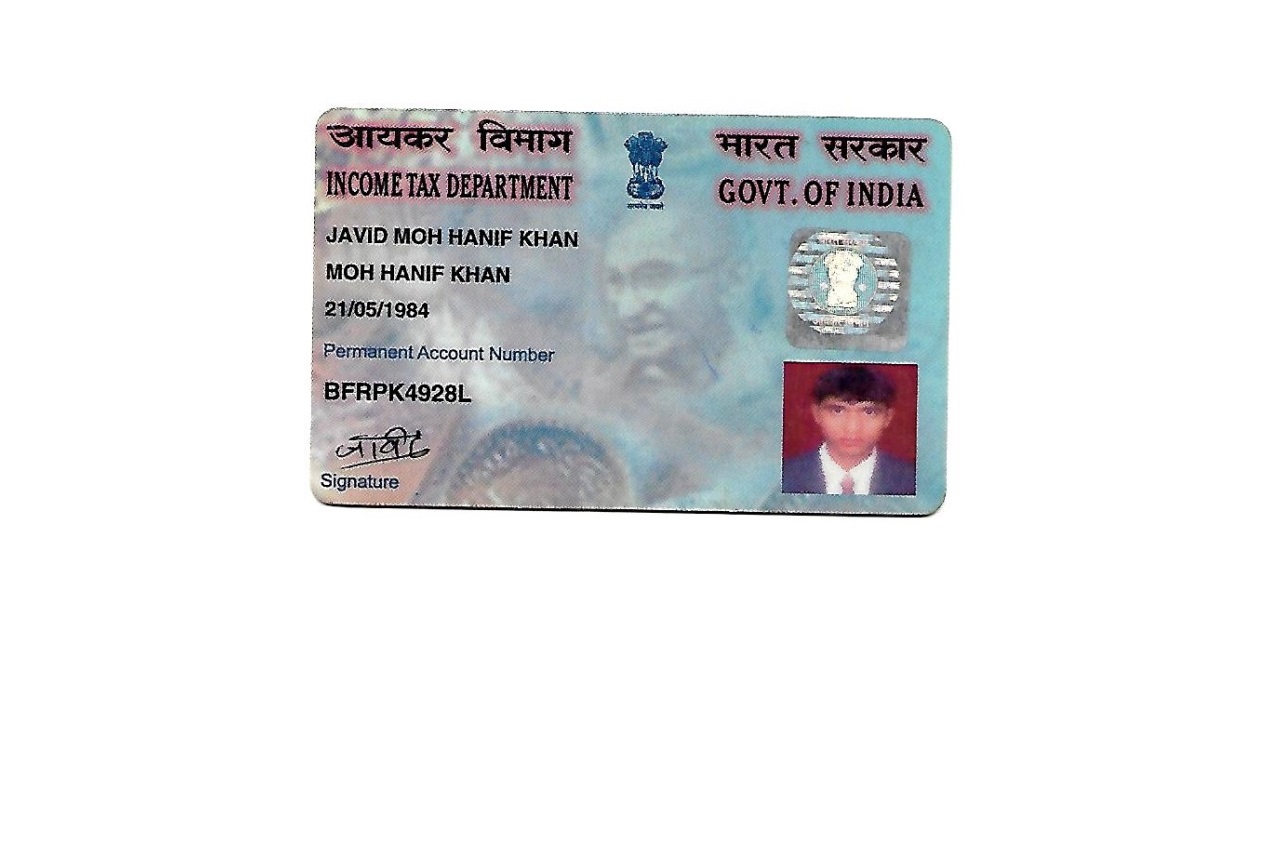 आयकर विभाग
INCOME TAX DEPARTMENT
भारत सरकार
GOVT. OF INDIA
सत्यमेव जयते
JAVID MOH HANIF KHAN
MOH HANIF KHAN
21/05/1984
Permanent Account Number
BFRPK4928L
जावीद
Signature